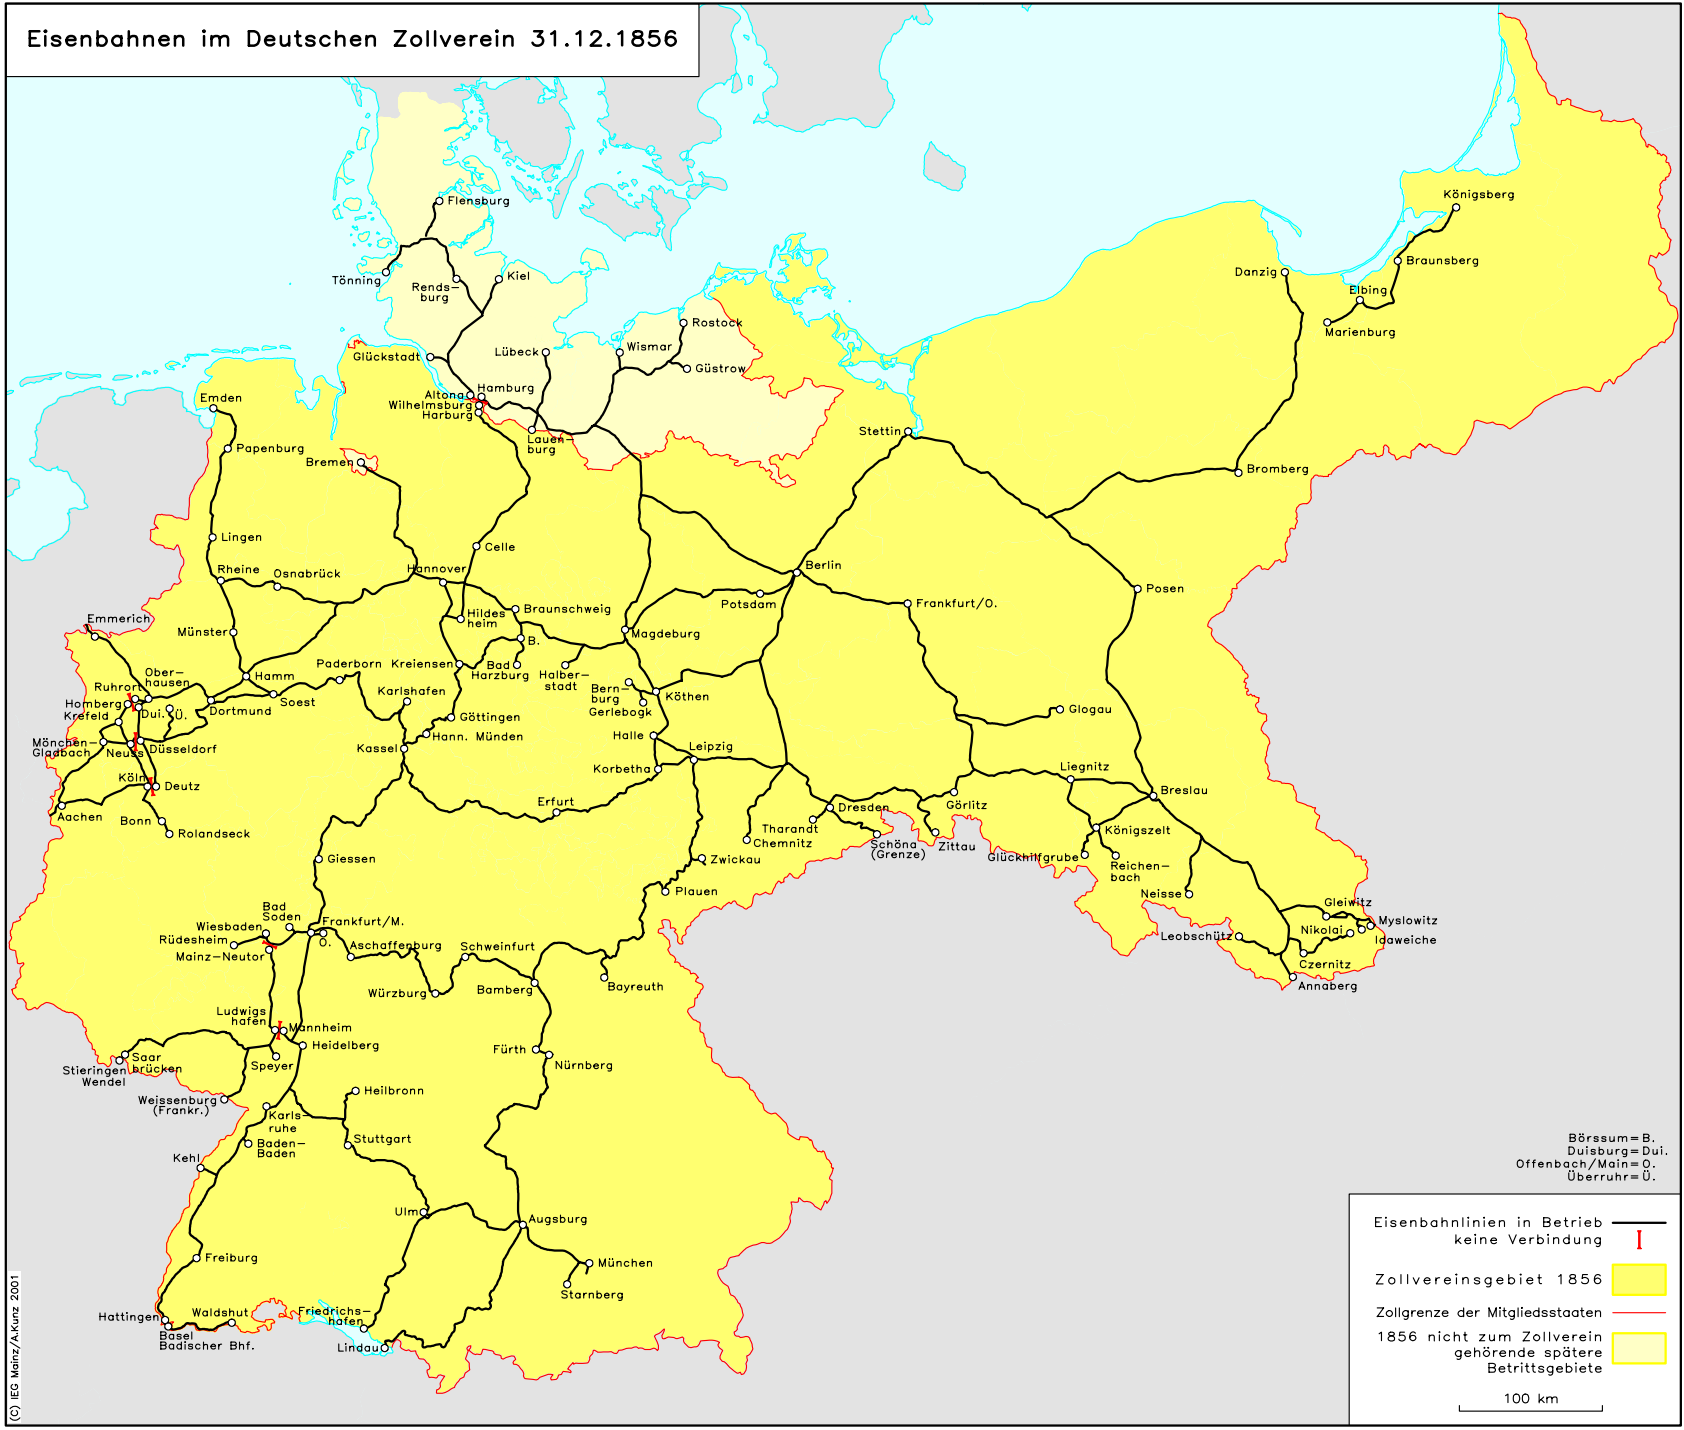 Eisenbahnen im Deutschen Zollverein 31.12.1856
Flensburg
Königsberg
Tönning
Rends-
burg
Kiel
Danzig
Braunsberg
Elbing
Marienburg
Rostock
Glückstadt
Lübeck
Wismar
Güstrow
Emden
Altona
Hamburg
Wilhelmsburg
Harburg
Lauen-
burg
Stettin
Papenburg
Bremen
Bromberg
Lingen
Celle
Rheine
Osnabrück
Hannover
Berlin
Posen
Potsdam
Frankfurt/O.
Emmerich
Münster
Hildes
heim
Braunschweig
B.
Magdeburg
Ober-
hausen
Hamm
Paderborn
Kreiensen
Bad
Harzburg
Halber-
stadt
Ruhrort
Homberg
Krefeld
Dui.
Ü.
Dortmund
Soest
Karlshafen
Bern-
burg
Gerlebogk
Köthen
Glogau
Göttingen
Hann. Münden
Mönchen-
Gladbach
Neuss
Düsseldorf
Kassel
Halle
Leipzig
Korbetha
Köln
Deutz
Liegnitz
Breslau
Aachen
Bonn
Rolandseck
Erfurt
Dresden
Görlitz
Tharandt
Chemnitz
Schöna
(Grenze)
Zittau
Königszelt
Glückhilfgrube
Reichen-
bach
Neisse
Giessen
Zwickau
Plauen
Bad
Soden
Wiesbaden
Rüdesheim
Mainz-Neutor
Frankfurt/M.
O.
Aschaffenburg
Schweinfurt
Gleiwitz
Myslowitz
Nikolai
Idaweiche
Leobschütz
Czernitz
Annaberg
Würzburg
Bamberg
Bayreuth
Ludwigs
hafen
Mannheim
Heidelberg
Speyer
Saar
brücken
Stieringen
Wendel
Fürth
Nürnberg
Weissenburg
(Frankr.)
Heilbronn
Karls-
ruhe
Baden-
Baden
Stuttgart
Kehl
Ulm
Augsburg
Freiburg
München
Starnberg
Hattingen
Waldshut
Basel
Badischer Bhf.
Friedrichs-
hafen
Lindau
Börssum=B.
Duisburg=Dui.
Offenbach/Main=O.
Überruhr=Ü.
Eisenbahnlinien in Betrieb
keine Verbindung
Zollvereinsgebiet 1856
Zollgrenze der Mitgliedsstaaten
1856 nicht zum Zollverein
gehörende spätere
Betrittsgebiete
100 km
(C) IEG Mainz/A.Kunz 2001